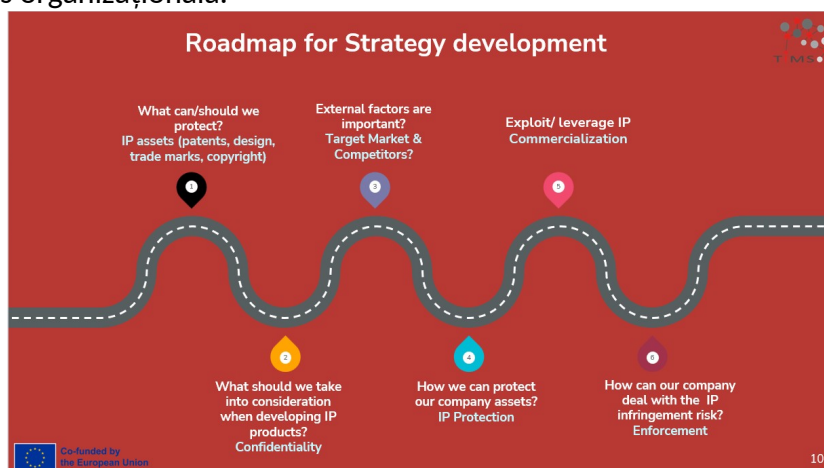 s organizațională.
Roadmap for Strategy development
TIMS
What can/should we
protect?
IP assets (patents, design,
trade marks, copyright)
1
External factors are
important?
Target Market &
Competitors?
3
Exploit/ leverage IP
Commercialization
5
2
What should we take
into consideration
when developing IP
products?
Confidentiality
4
How we can protect
our company assets?
IP Protection
6
How can our company
deal with the IP
infringement risk?
Enforcement
Co-funded by
the European Union
10